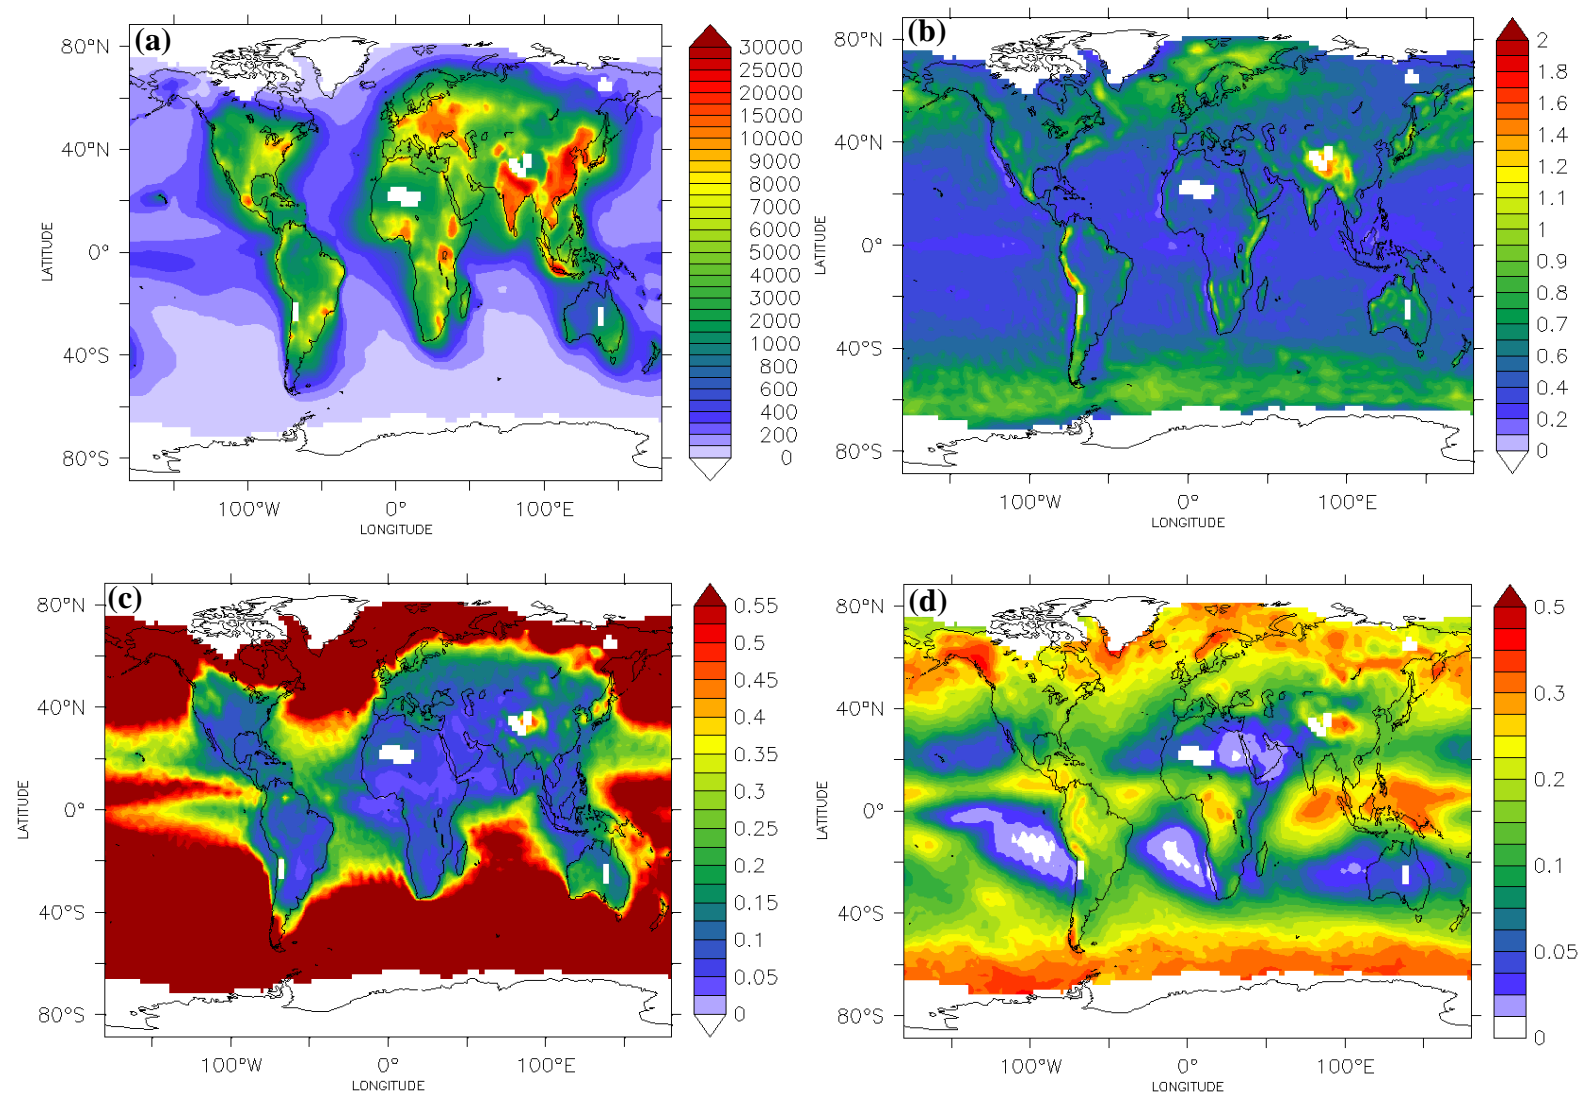 (a)
80°N
40°N
0°
40°S
80°S
LATITUDE
100°W
0°
100°E
LONGITUDE
30000
25000
20000
10000
9000
8000
7000
6000
5000
4000
3000
2000
1000
800
600
400
200
0
(b)
80°N
40°N
0°
40°S
80°S
LATITUDE
100°W
0°
100°E
LONGITUDE
2
1.8
1.6
1.4
1.2
1.1
1
0.9
0.8
0.7
0.6
0.4
0.2
0
(c)
80°N
40°N
0°
40°S
80°S
LATITUDE
100°W
0°
100°E
LONGITUDE
0.55
0.5
0.45
0.4
0.35
0.3
0.25
0.2
0.15
0.1
0.05
0
(d)
80°N
40°N
0°
40°S
80°S
LATITUDE
100°W
0°
100°E
LONGITUDE
0.5
0.3
0.2
0.1
0.05
0